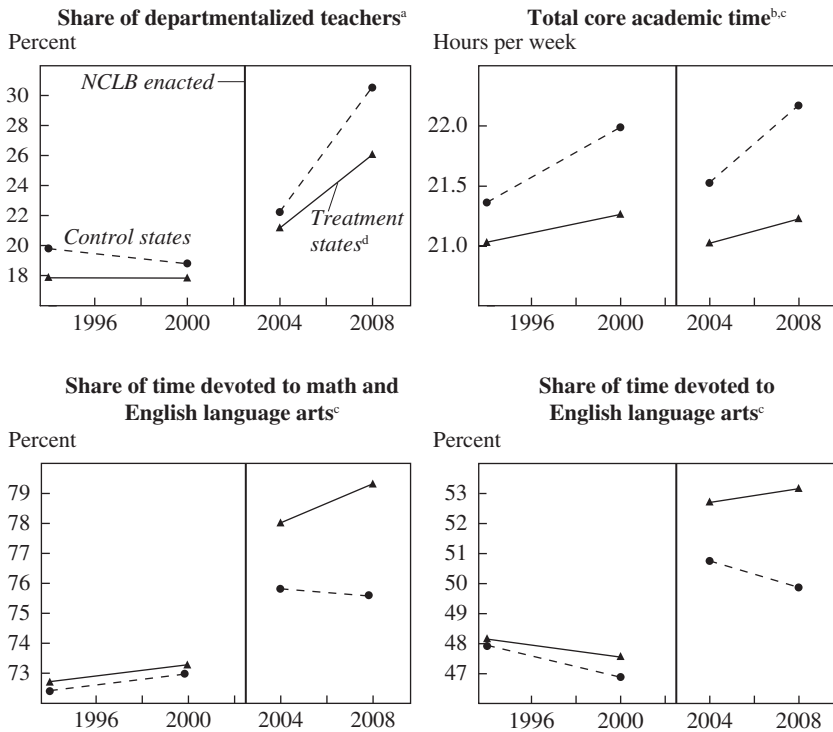 Share of departmentalized teachersᵃ
Percent
NCLB enacted
30
28
26
24
22
20
18
Control states
Treatment
statesᵈ
1996 2000 2004 2008
Total core academic timeᵇ,ᶜ
Hours per week
22.0
21.5
21.0
1996 2000 2004 2008
Share of time devoted to math and
English language artsᶜ
Percent
79
78
77
76
75
74
73
1996 2000 2004 2008
Share of time devoted to
English language artsᶜ
Percent
53
52
51
50
49
48
47
1996 2000 2004 2008